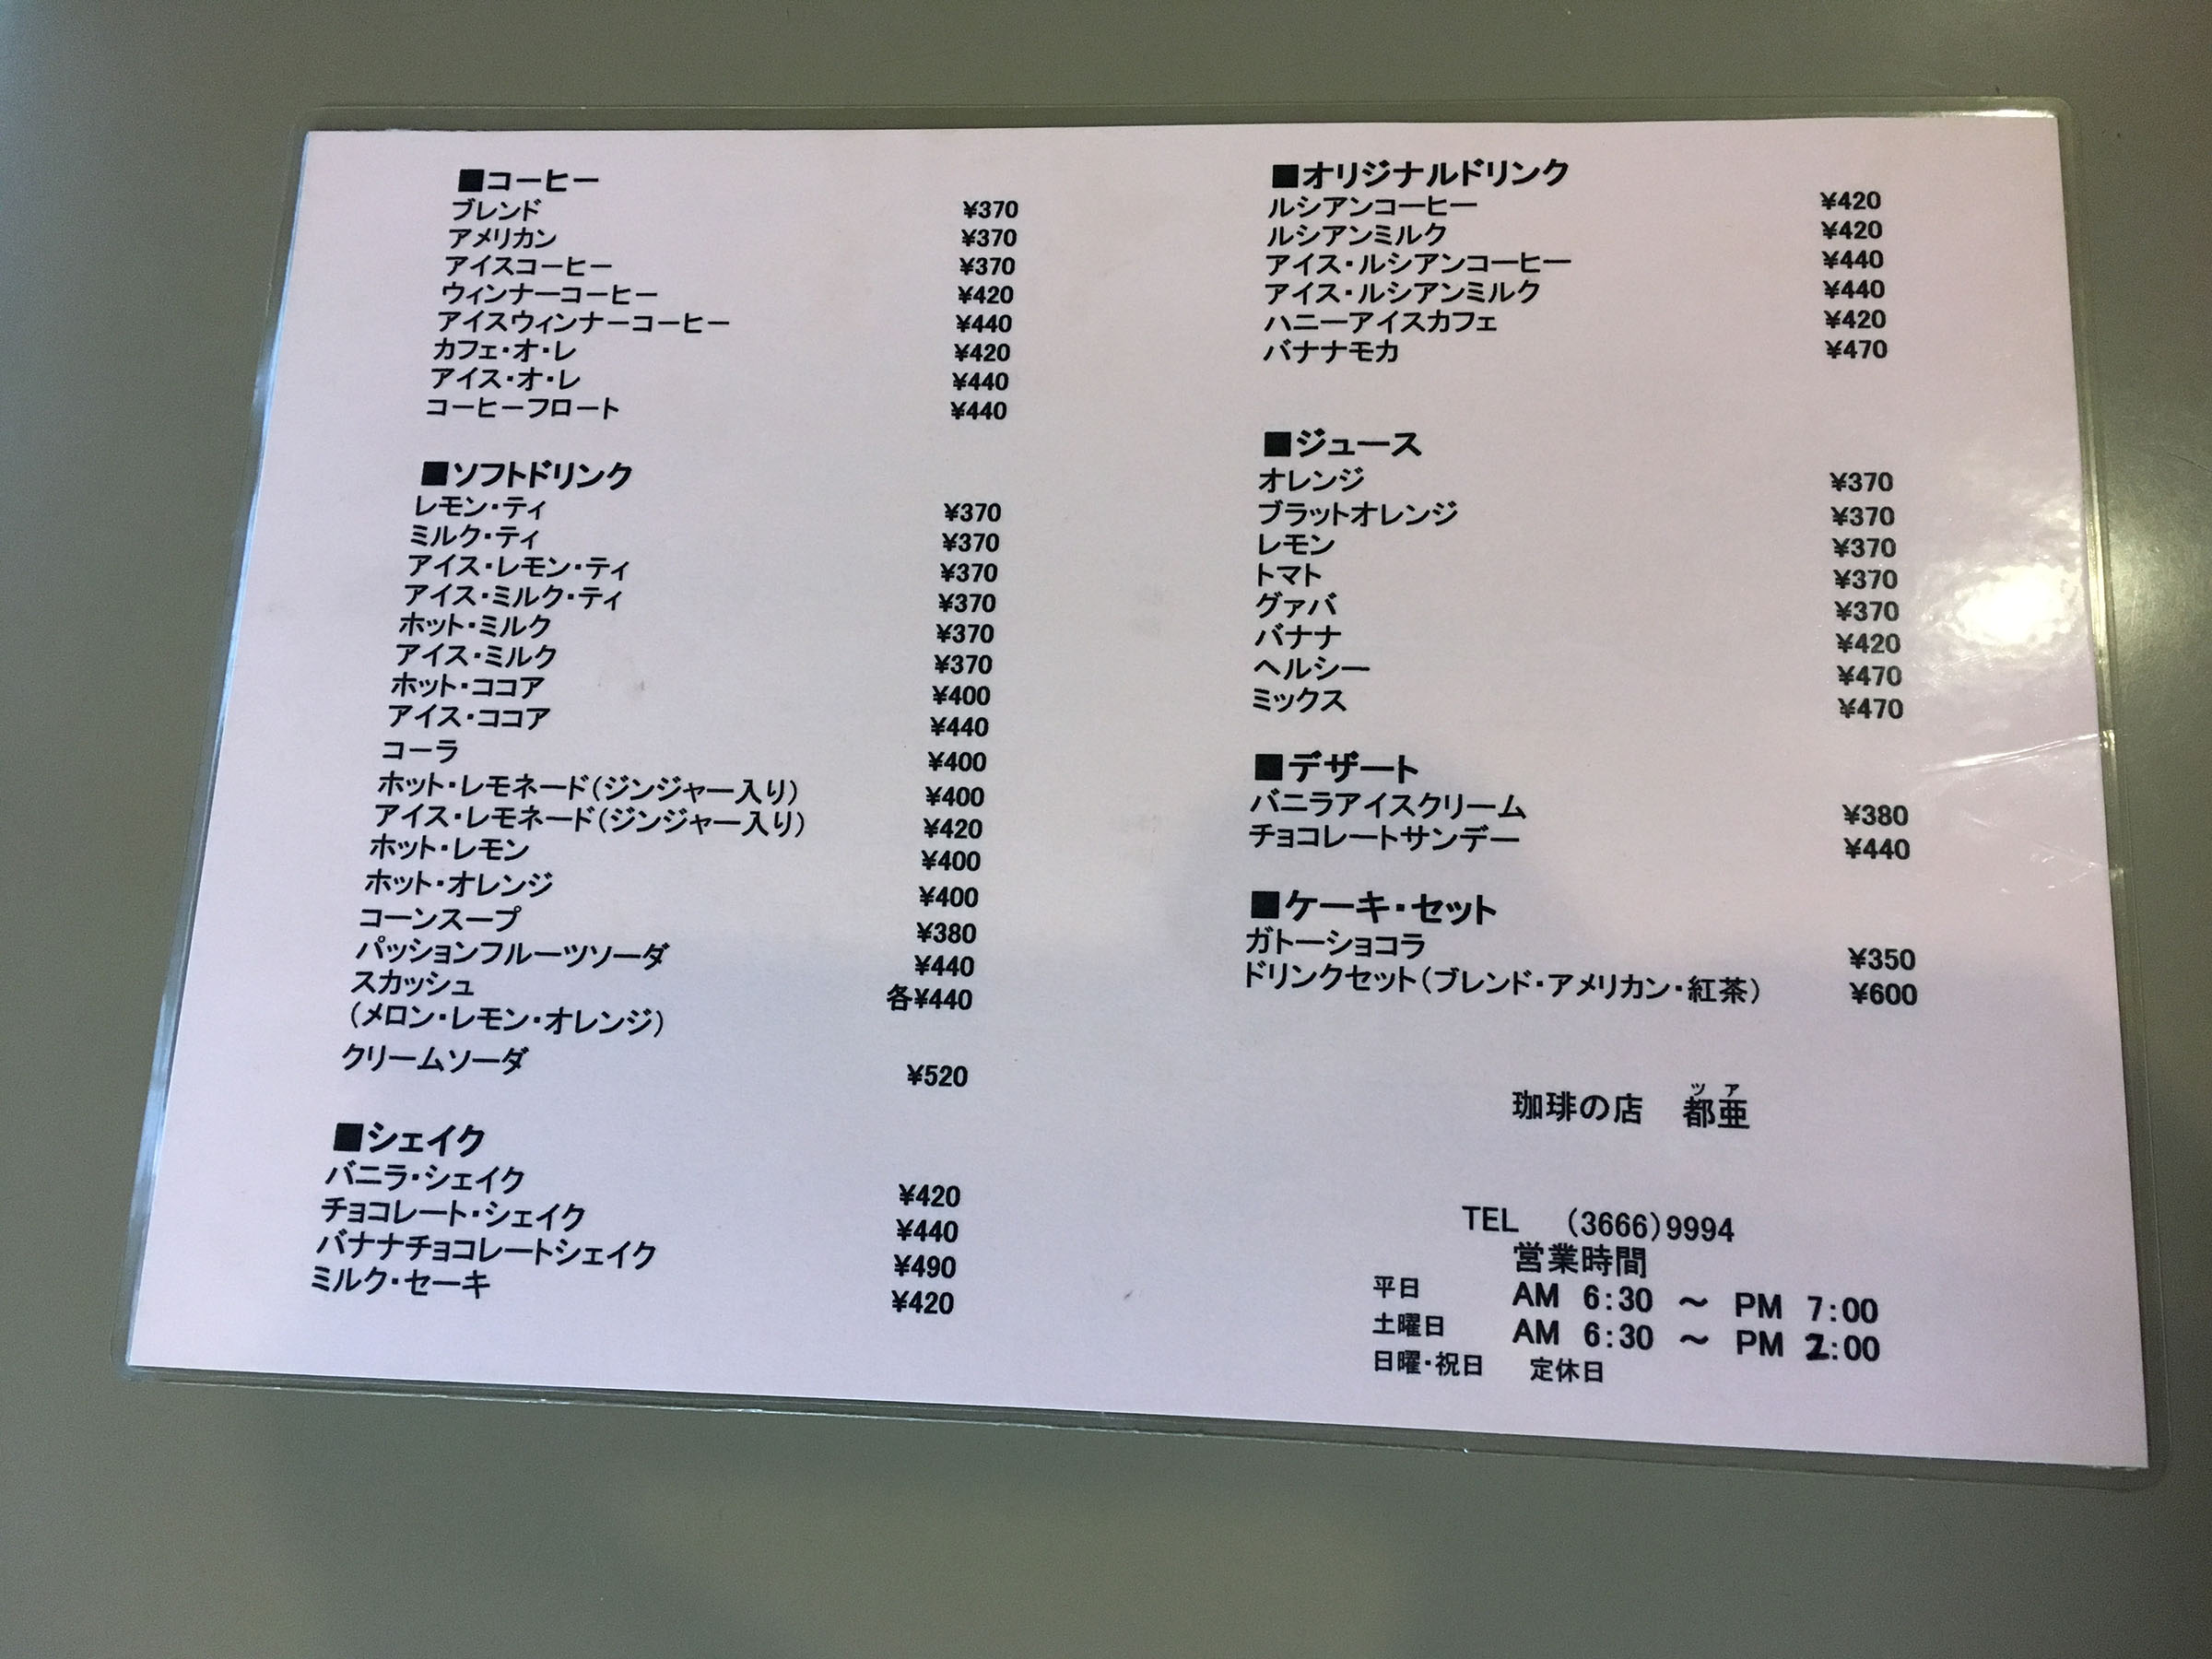 ■コーヒー
ブレンド ¥370
アメリカン ¥370
アイスコーヒー ¥370
ウィンナーコーヒー ¥420
アイスウィンナーコーヒー ¥440
カフェ・オ・レ ¥420
アイス・オ・レ ¥440
コーヒーフロート ¥440
■ソフトドリンク
レモン・ティ ¥370
ミルク・ティ ¥370
アイス・レモン・ティ ¥370
アイス・ミルク・ティ ¥370
ホット・ミルク ¥370
アイス・ミルク ¥370
ホット・ココア ¥400
アイス・ココア ¥440
コーラ ¥400
ホット・レモネード（ジンジャー入り） ¥400
アイス・レモネード（ジンジャー入り） ¥420
ホット・レモン ¥400
ホット・オレンジ ¥400
コーンスープ ¥380
パッションフルーツソーダ ¥440
スカッシュ 各¥440
（メロン・レモン・オレンジ）
クリームソーダ ¥520
■シェイク
バニラ・シェイク ¥420
チョコレート・シェイク ¥440
バナナチョコレートシェイク ¥490
ミルク・セーキ ¥420
■オリジナルドリンク
ルシアンコーヒー ¥420
ルシアンミルク ¥420
アイス・ルシアンコーヒー ¥440
アイス・ルシアンミルク ¥440
ハニーアイスカフェ ¥420
バナナモカ ¥470
■ジュース
オレンジ ¥370
ブラットオレンジ ¥370
レモン ¥370
トマト ¥370
グァバ ¥370
バナナ ¥420
ヘルシー ¥470
ミックス ¥470
■デザート
バニラアイスクリーム ¥380
チョコレートサンデー ¥440
■ケーキ・セット
ガトーショコラ ¥350
ドリンクセット（ブレンド・アメリカン・紅茶） ¥600
ツ ア
珈琲の店 都亜
TEL （3666）9994
営業時間
平日 AM 6:30 ～ PM 7:00
土曜日 AM 6:30 ～ PM 2:00
日曜・祝日 定休日